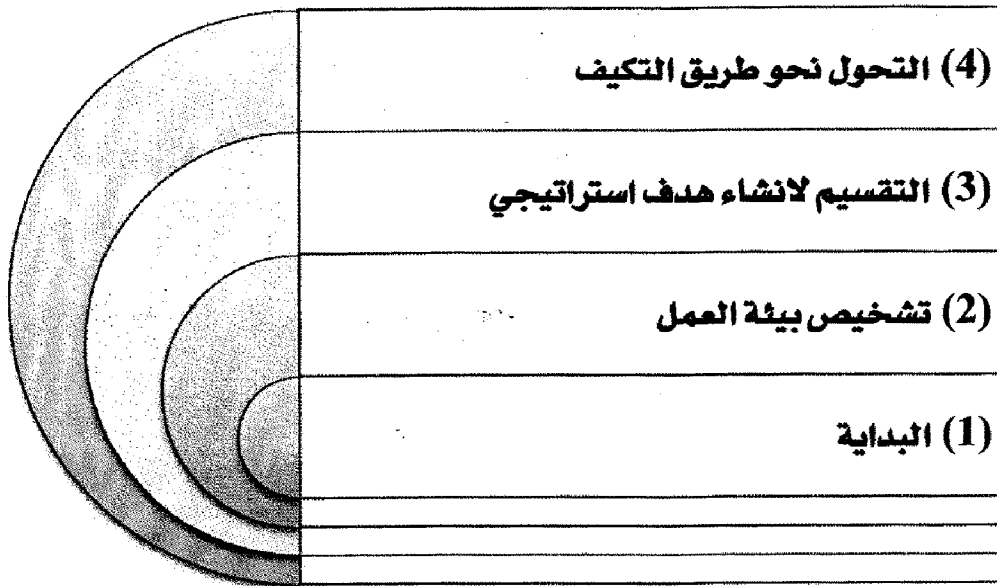 (4) التحول نحو طريق التكيف
(3) التقسيم لانشاء هدف استراتيجي
(2) تشخيص بيئة العمل
(1) البداية